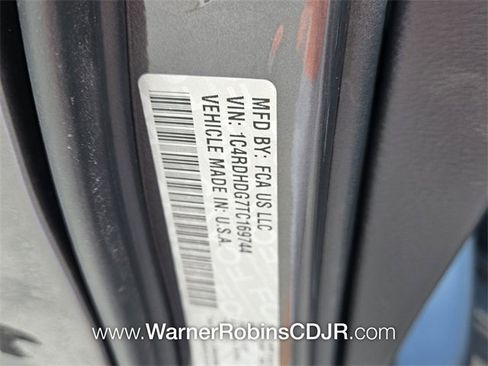 MFD BY: FCA US LLC
VIN: 1C4RDHDG7TC169744
VEHICLE MADE IN: U.S.A.
www.WarnerRobinsCDJR.com